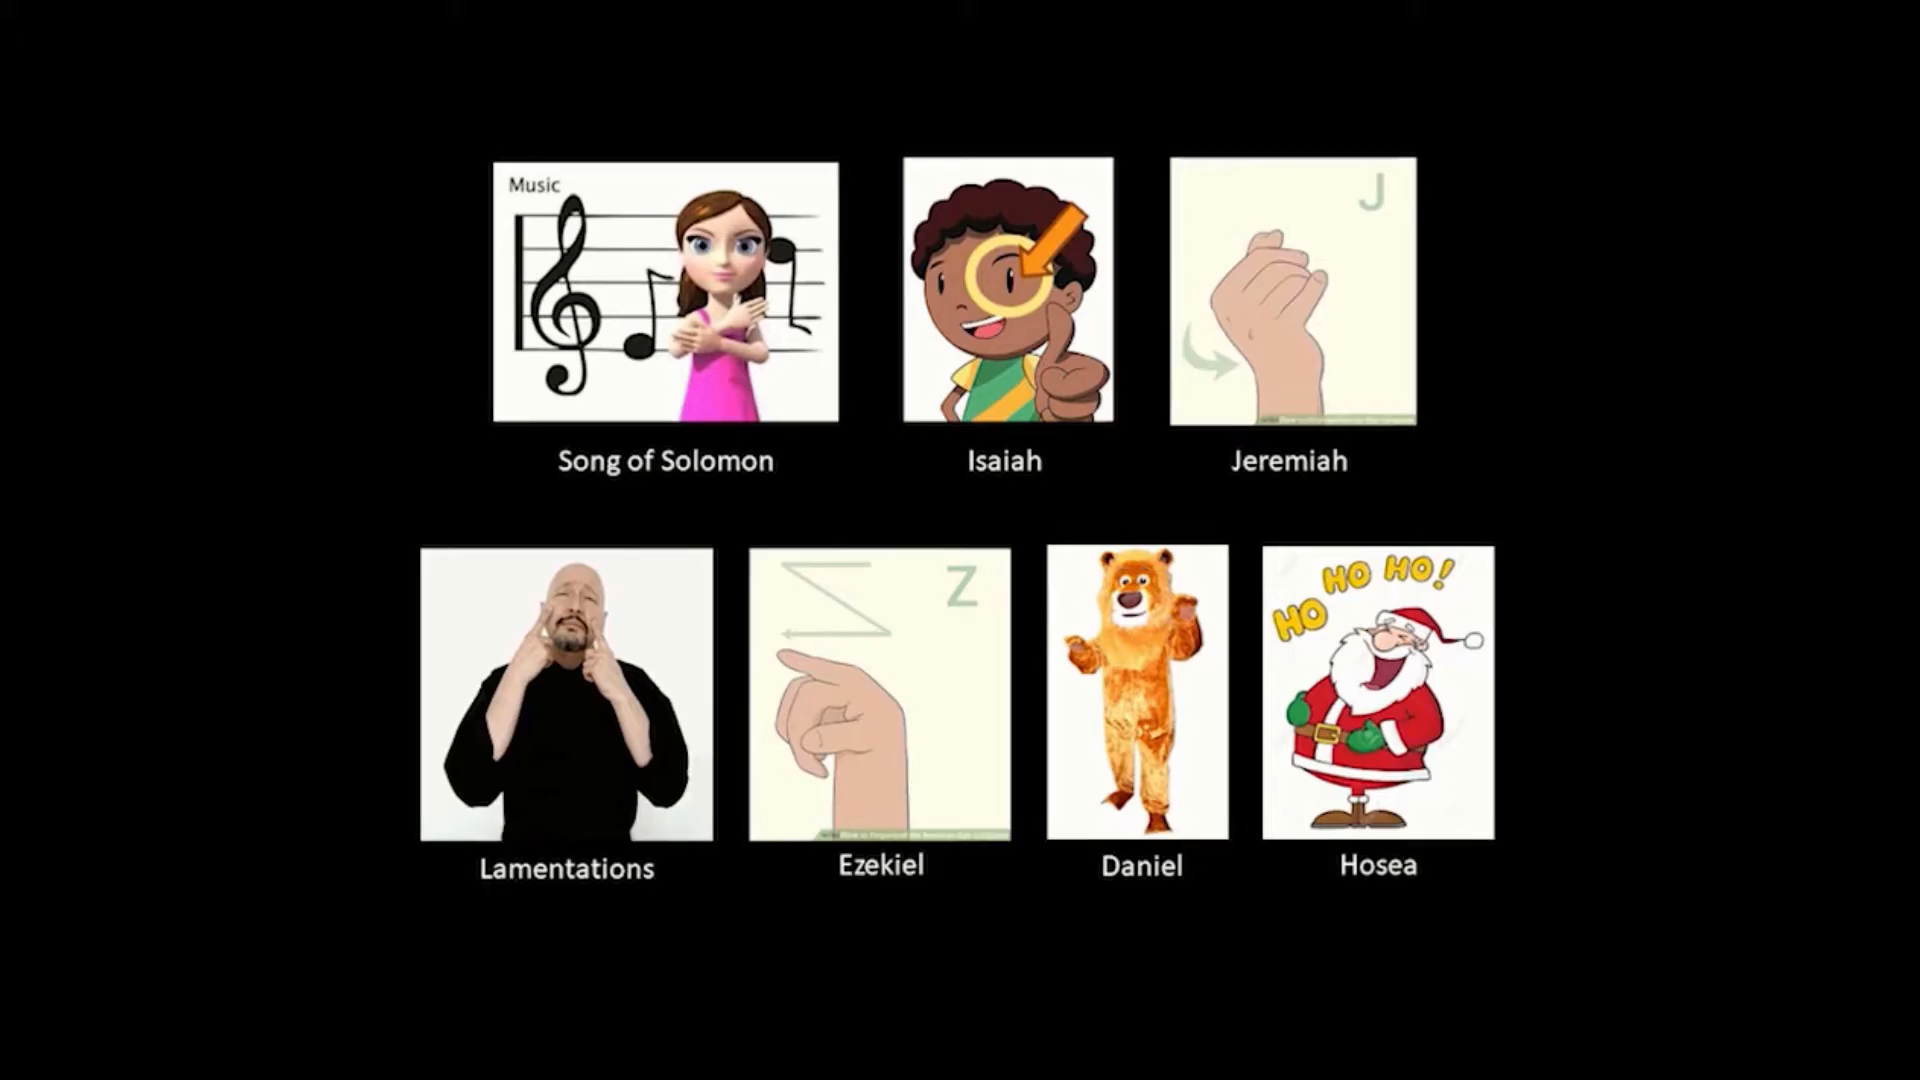 Music
J
Song of Solomon
Isaiah
Jeremiah
Z
HO HO HO!
Lamentations
Ezekiel
Daniel
Hosea